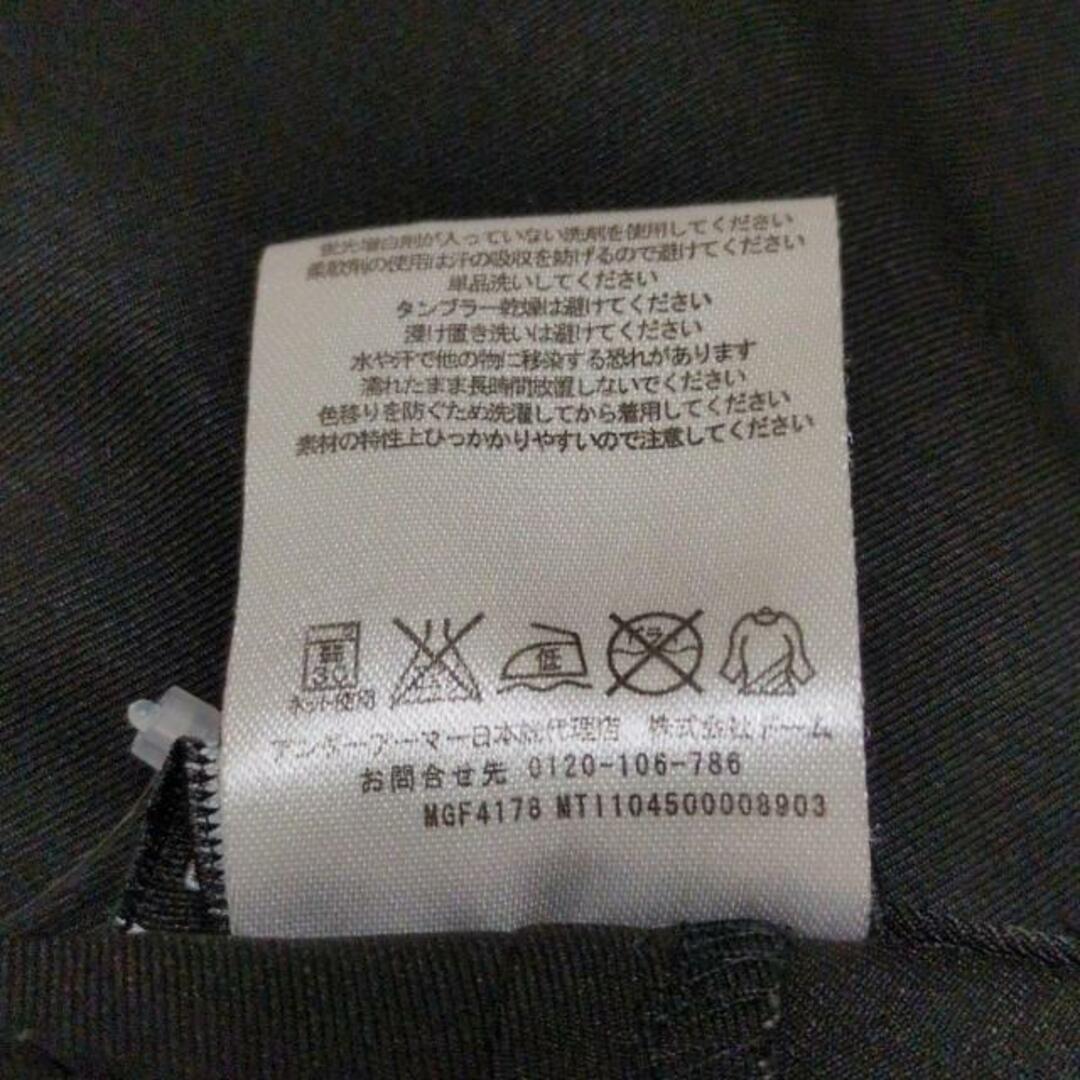 蛍光増白剤が入っていない洗剤を使用してください
柔軟剤の使用は汗の吸収を妨げるので避けてください
単品洗いしてください
タンブラー乾燥は避けてください
浸け置き洗いは避けてください
水や汗で他の物に移染する恐れがあります
濡れたまま長時間放置しないでください
色移りを防ぐため洗濯してから着用してください
素材の特性上ひっかかりやすいので注意してください
弱
30
低
ドライ
ネット使用
アンダーアーマー日本総代理店 株式会社ドーム
お問合せ先 0120-106-786
MGF4178 MTI104500008903